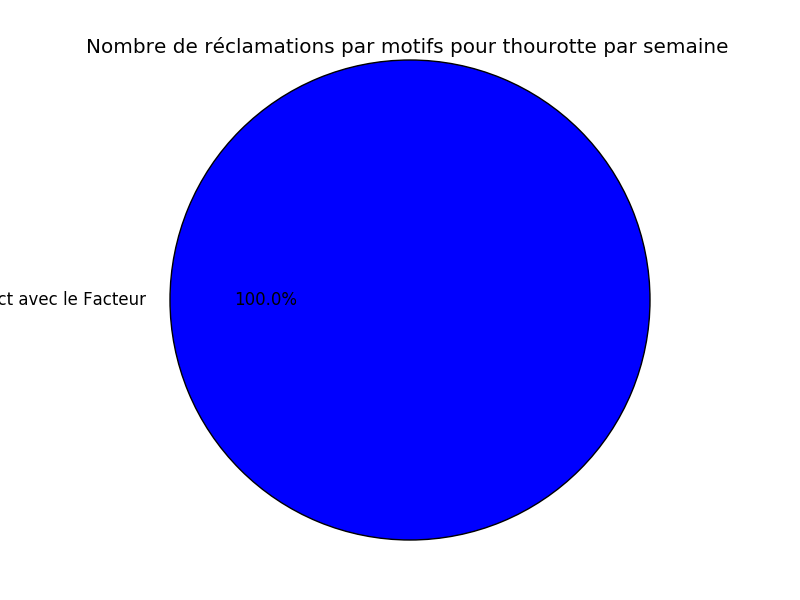 Nombre de réclamations par motifs pour thourotte par semaine
ct avec le Facteur
100.0%